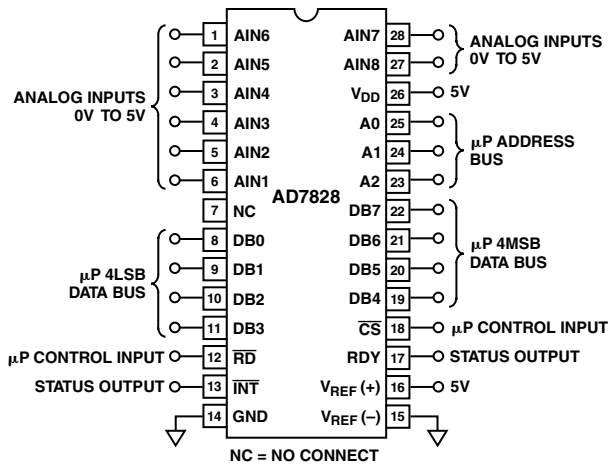 1 AIN6 AIN7 28
2 AIN5 AIN8 27
3 AIN4 VDD 26 5V
4 AIN3 A0 25
5 AIN2 A1 24
6 AIN1 A2 23
AD7828
7 NC DB7 22
8 DB0 DB6 21
9 DB1 DB5 20
10 DB2 DB4 19
11 DB3 CS 18 μP CONTROL INPUT
μP CONTROL INPUT 12 RD RDY 17 STATUS OUTPUT
STATUS OUTPUT 13 INT VREF (+) 16 5V
14 GND VREF (–) 15
ANALOG INPUTS
0V TO 5V
μP 4LSB
DATA BUS
ANALOG INPUTS
0V TO 5V
μP ADDRESS
BUS
μP 4MSB
DATA BUS
NC = NO CONNECT